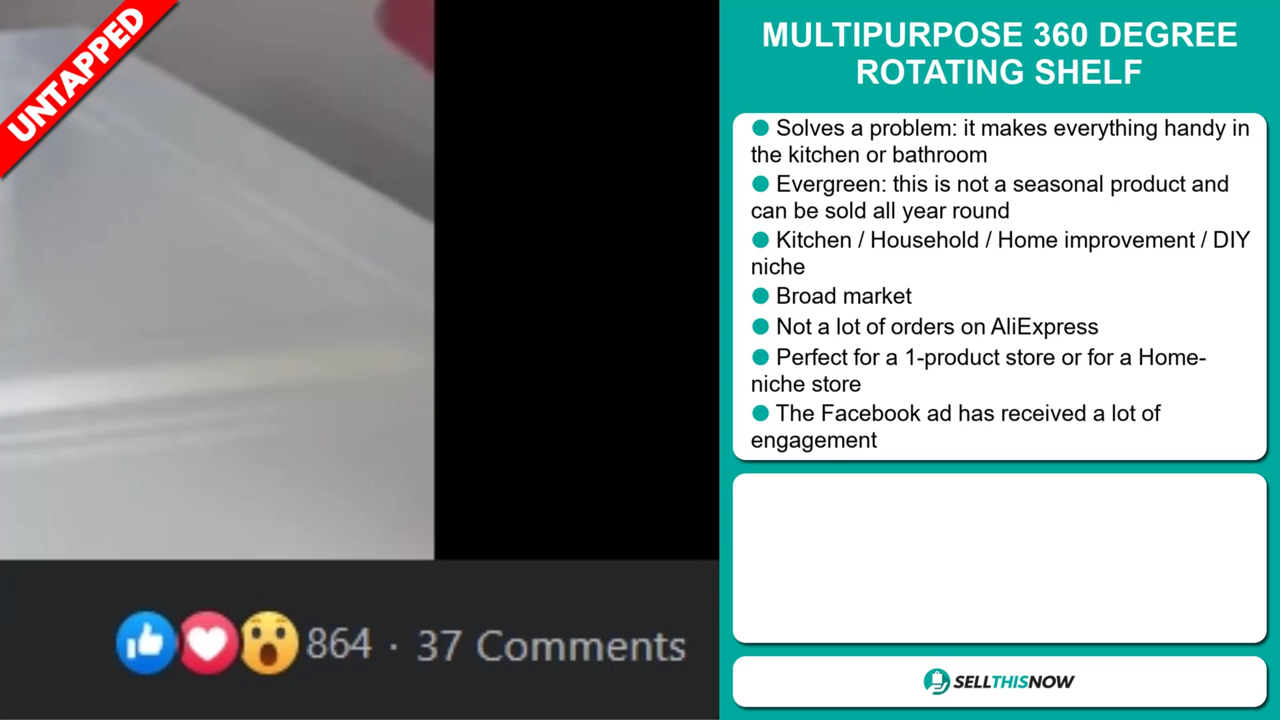 UNTAPPED
MULTIPURPOSE 360 DEGREE
ROTATING SHELF
● Solves a problem: it makes everything handy in
the kitchen or bathroom
● Evergreen: this is not a seasonal product and
can be sold all year round
● Kitchen / Household / Home improvement / DIY
niche
● Broad market
● Not a lot of orders on AliExpress
● Perfect for a 1-product store or for a Home-
niche store
● The Facebook ad has received a lot of
engagement
864 · 37 Comments
SELLTHISNOW